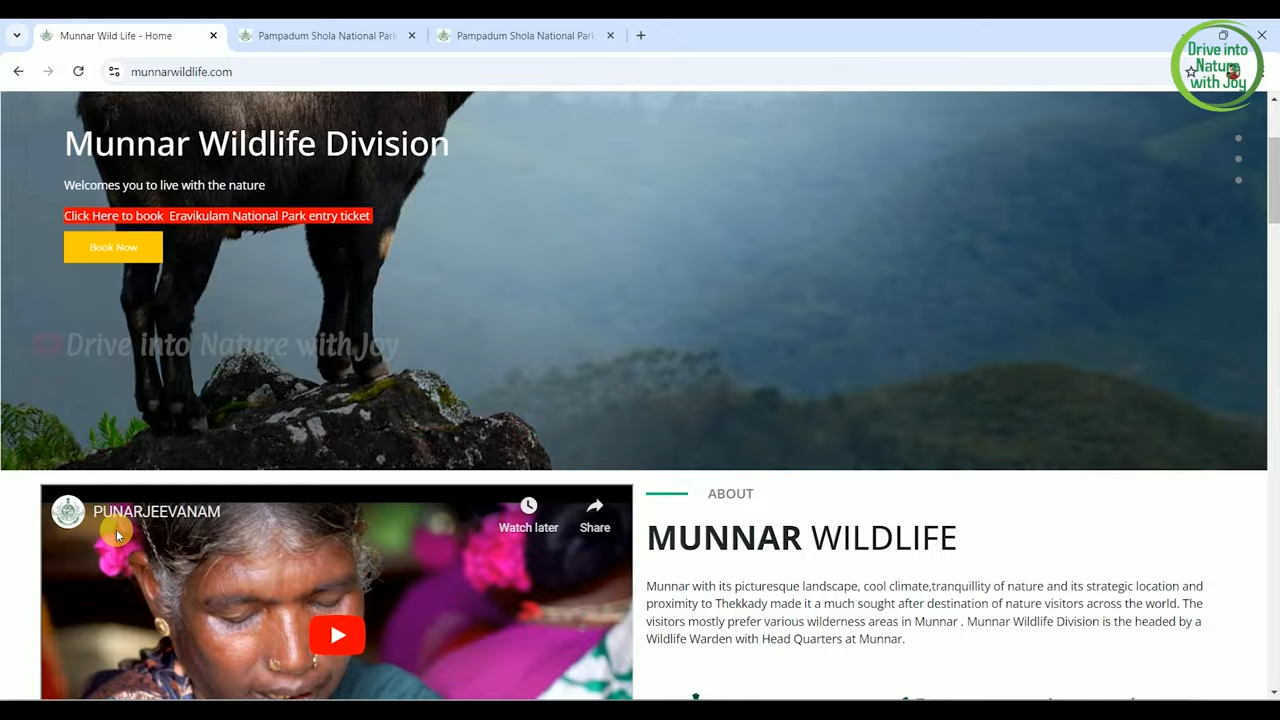 Munnar Wild Life - Home
Pampadum Shola National Park
Pampadum Shola National Park
Drive into
Nature
with Joy
munnarwildlife.com
Munnar Wildlife Division
Welcomes you to live with the nature
Click Here to book Eravikulam National Park entry ticket
Book Now
Drive into Nature with Joy
PUNARJEEVANAM
Watch later
Share
ABOUT
MUNNAR WILDLIFE
Munnar with its picturesque landscape, cool climate,tranquillity of nature and its strategic location and
proximity to Thekkady made it a much sought after destination of nature visitors across the world. The
visitors mostly prefer various wilderness areas in Munnar . Munnar Wildlife Division is the headed by a
Wildlife Warden with Head Quarters at Munnar.